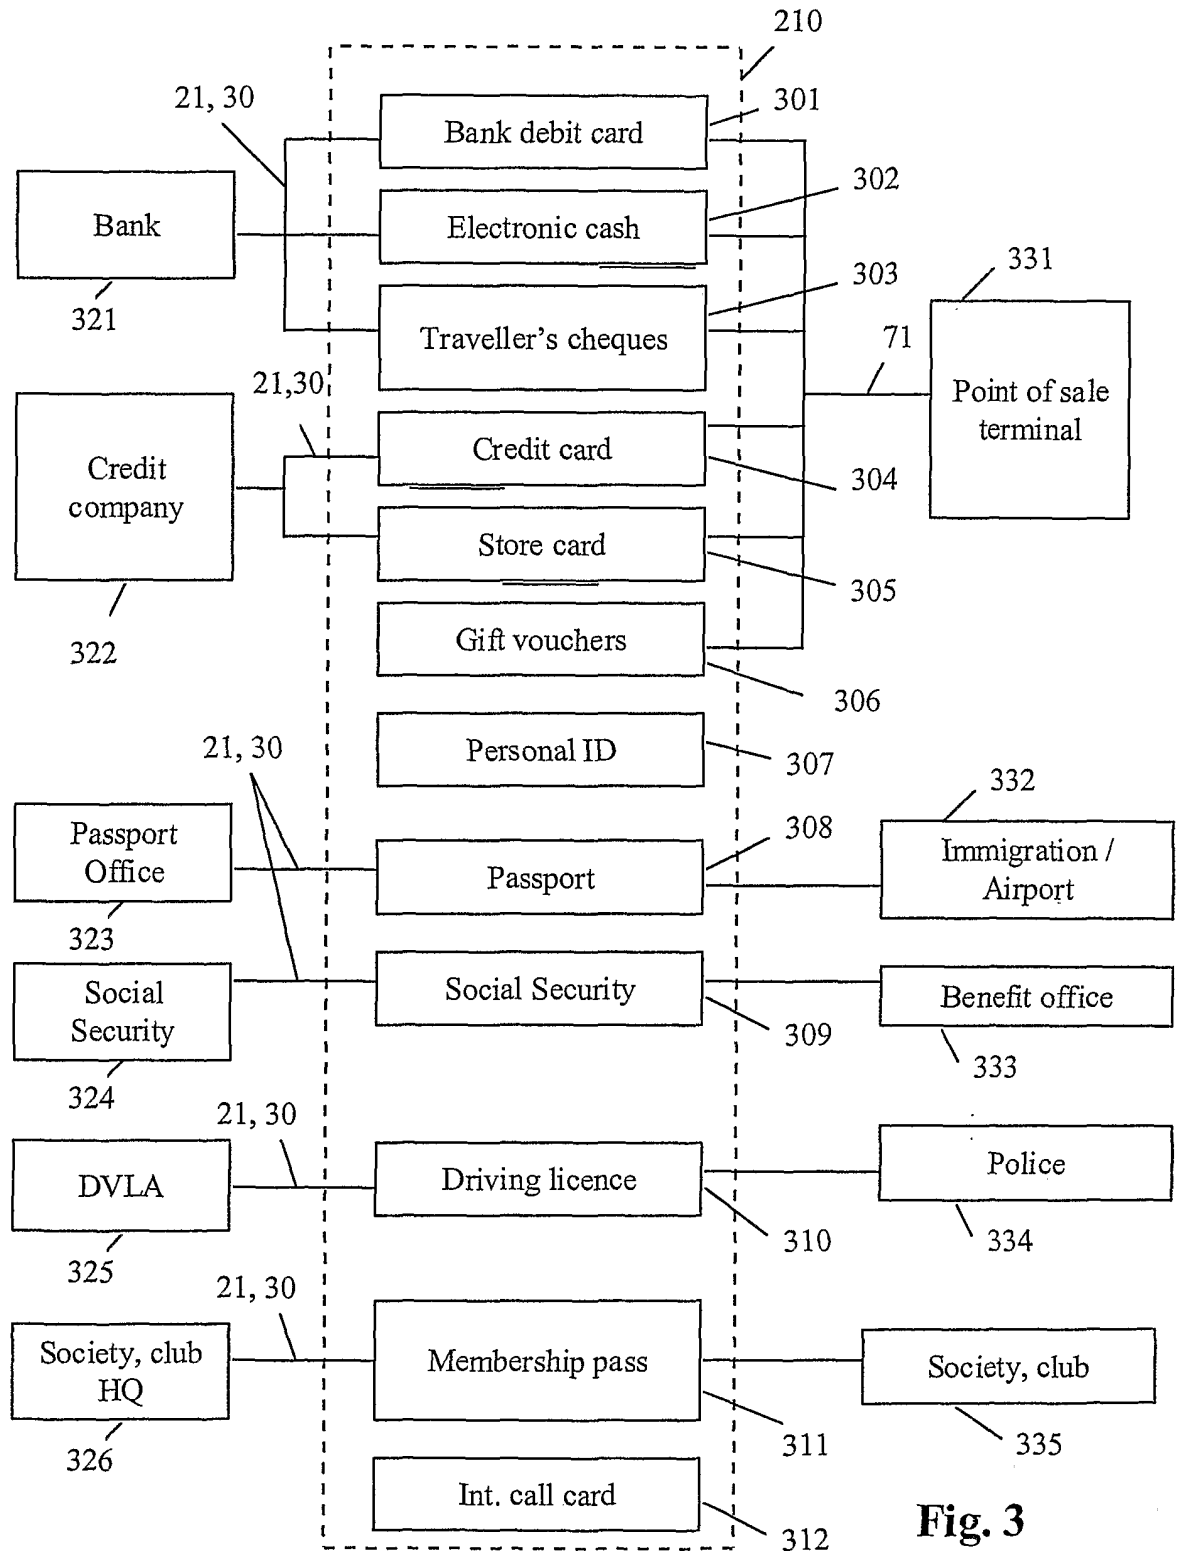 210
21, 30
Bank debit card
301
Bank
Electronic cash
302
321
Traveller's cheques
303
331
71
Point of sale
terminal
21,30
Credit
company
Credit card
304
Store card
305
322
Gift vouchers
306
21, 30
Personal ID
307
332
Passport
Office
Passport
308
Immigration /
Airport
323
Social
Security
Social Security
309
Benefit office
333
324
21, 30
DVLA
Driving licence
310
Police
334
325
21, 30
Society, club
HQ
Membership pass
311
Society, club
335
326
Int. call card
312
Fig. 3